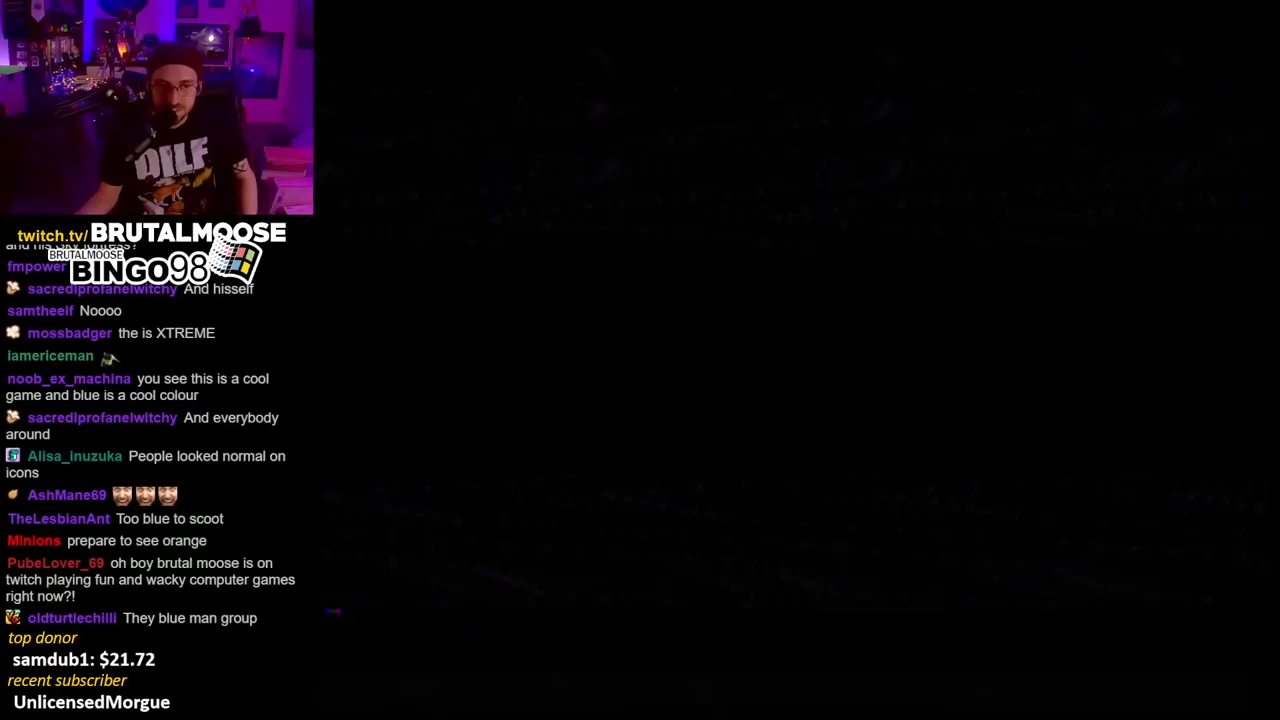 DILF
twitch.tv/BRUTALMOOSE
and his sky fortress?
BRUTALMOOSE
BINGO98
fmpower
sacredlprofanelwitchy And hisself
samtheelf Noooo
mossbadger the is XTREME
iamericeman
noob_ex_machina you see this is a cool
game and blue is a cool colour
sacredlprofanelwitchy And everybody
around
Alisa_inuzuka People looked normal on
icons
AshMane69
TheLesbianAnt Too blue to scoot
Minions prepare to see orange
PubeLover_69 oh boy brutal moose is on
twitch playing fun and wacky computer games
right now?!
oldturtlechilli They blue man group
top donor
samdub1: $21.72
recent subscriber
UnlicensedMorgue